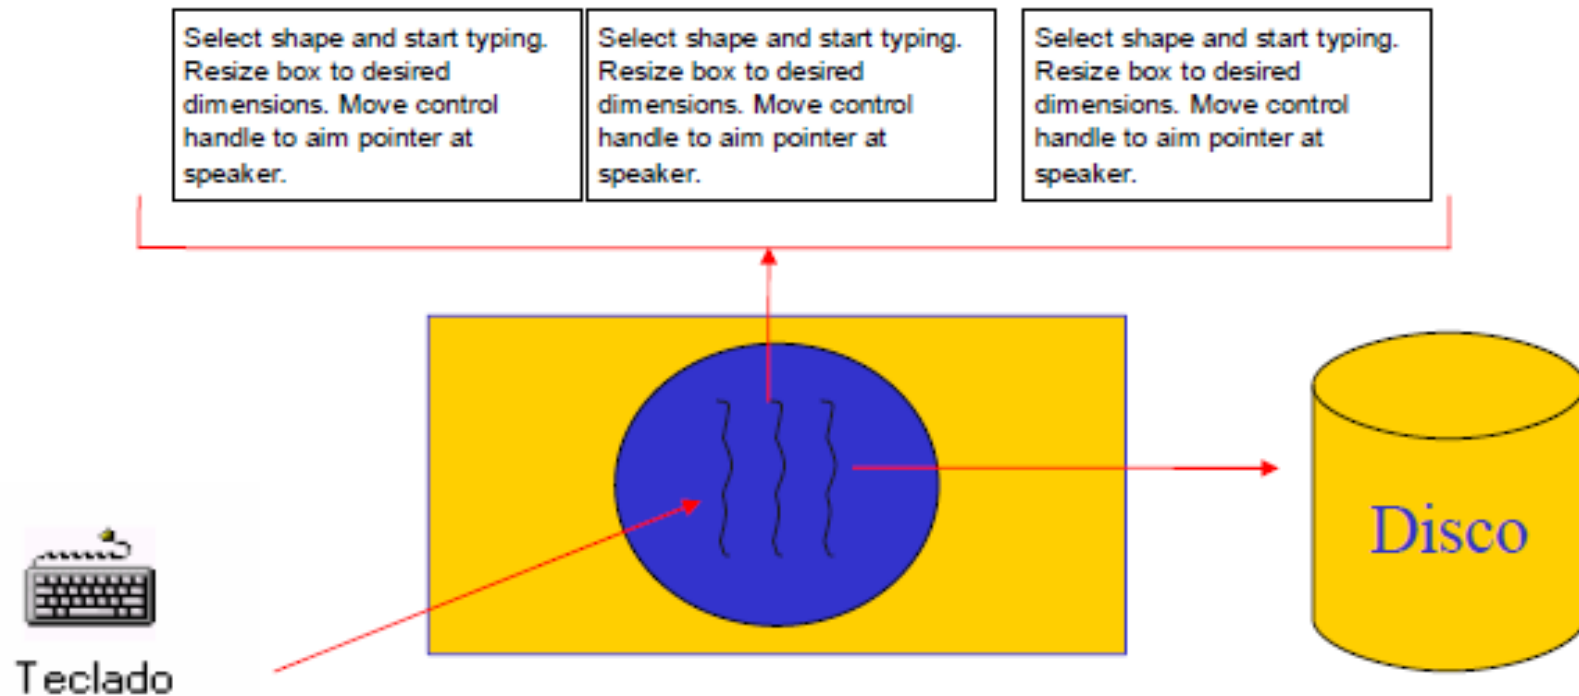 Select shape and start typing.
Resize box to desired
dimensions. Move control
handle to aim pointer at
speaker.
Select shape and start typing.
Resize box to desired
dimensions. Move control
handle to aim pointer at
speaker.
Select shape and start typing.
Resize box to desired
dimensions. Move control
handle to aim pointer at
speaker.
Disco
Teclado